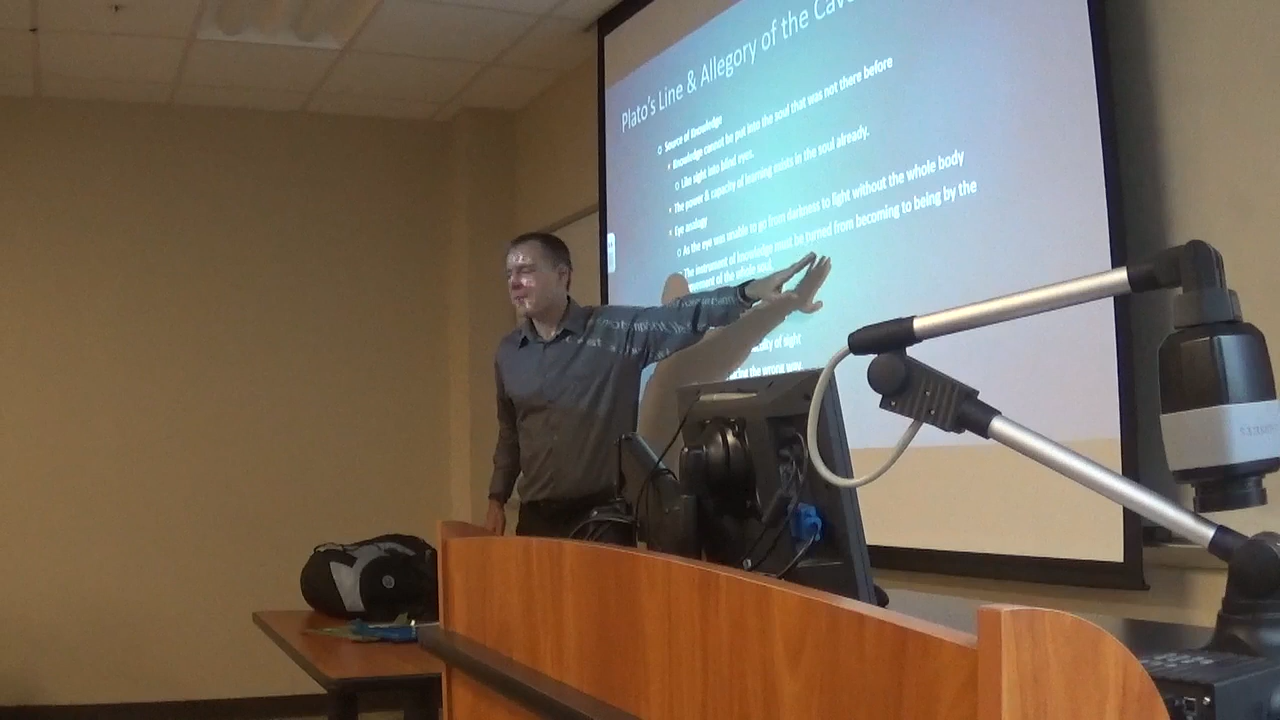 Plato's Line & Allegory of the Cave
Source of Knowledge
Knowledge cannot be put into the soul that was not there before
Like sight into blind eyes.
The power & capacity of learning exists in the soul already.
Eye analogy
As the eye was unable to go from darkness to light without the whole body
The instrument of knowledge must be turned from becoming to being by the
movement of the whole soul.
of sight
the wrong way